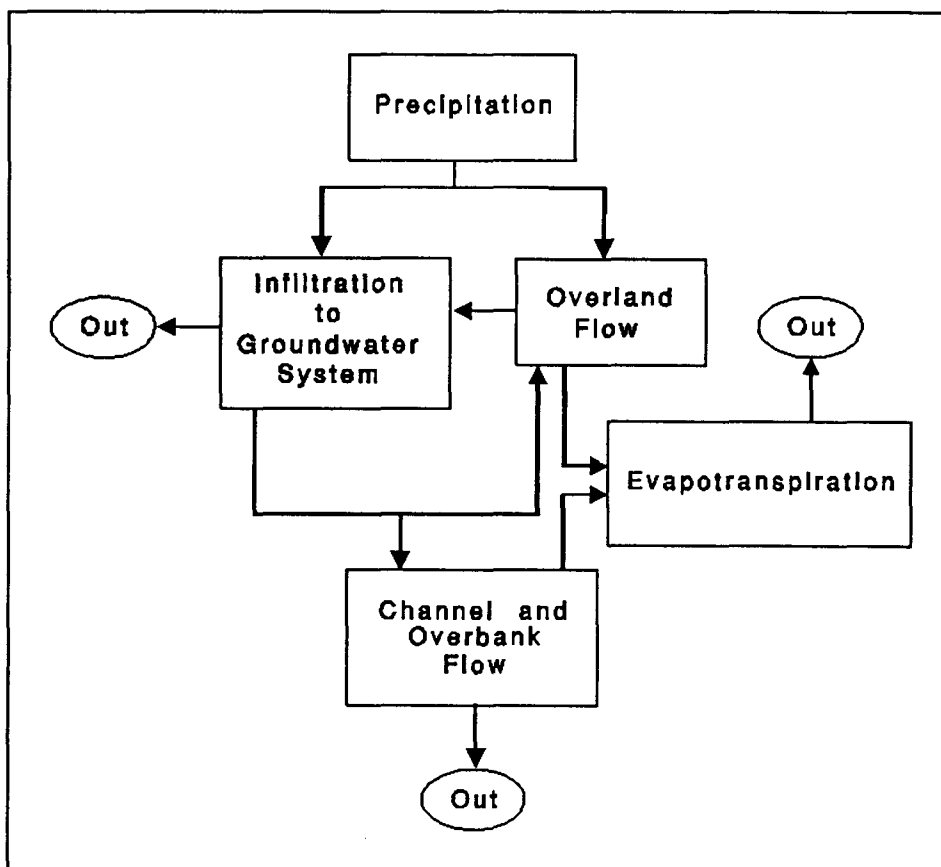 Precipitation
Infiltration
to
Groundwater
System
Overland
Flow
Out
Out
Evapotranspiration
Channel and
Overbank
Flow
Out